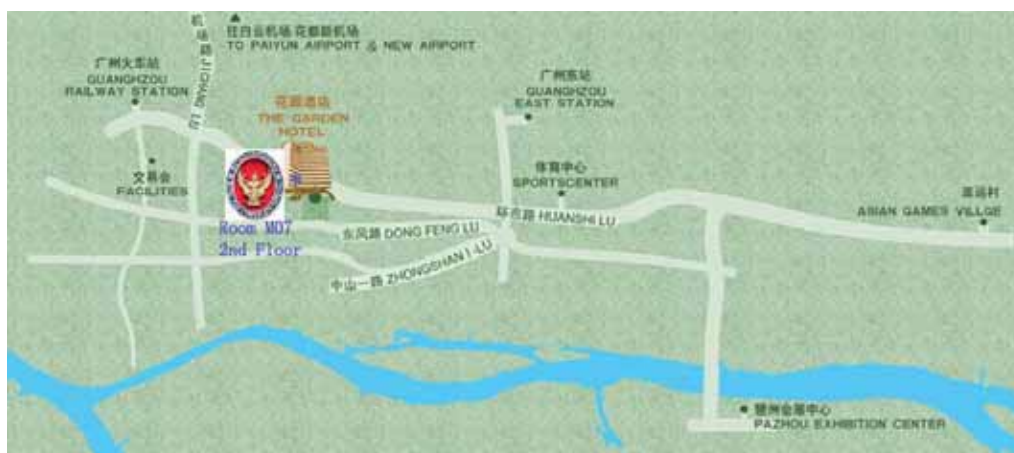 机场路 JICHANG LU
往白云机场 花都新机场
TO PAIYUN AIRPORT & NEW AIRPORT
广州火车站
GUANGHZOU
RAILWAY STATION
花园酒店
THE GARDEN
HOTEL
广州东站
GUANGHZOU
EAST STATION
交易会
FACILITIES
体育中心
SPORTSCENTER
亚运村
ASIAN GAMES VILLGE
Room M07
2nd Floor
东风路 DONG FENG LU
环市路 HUANSHI LU
中山一路 ZHONGSHAN I-LU
琶洲会展中心
PAZHOU EXHIBITION CENTER